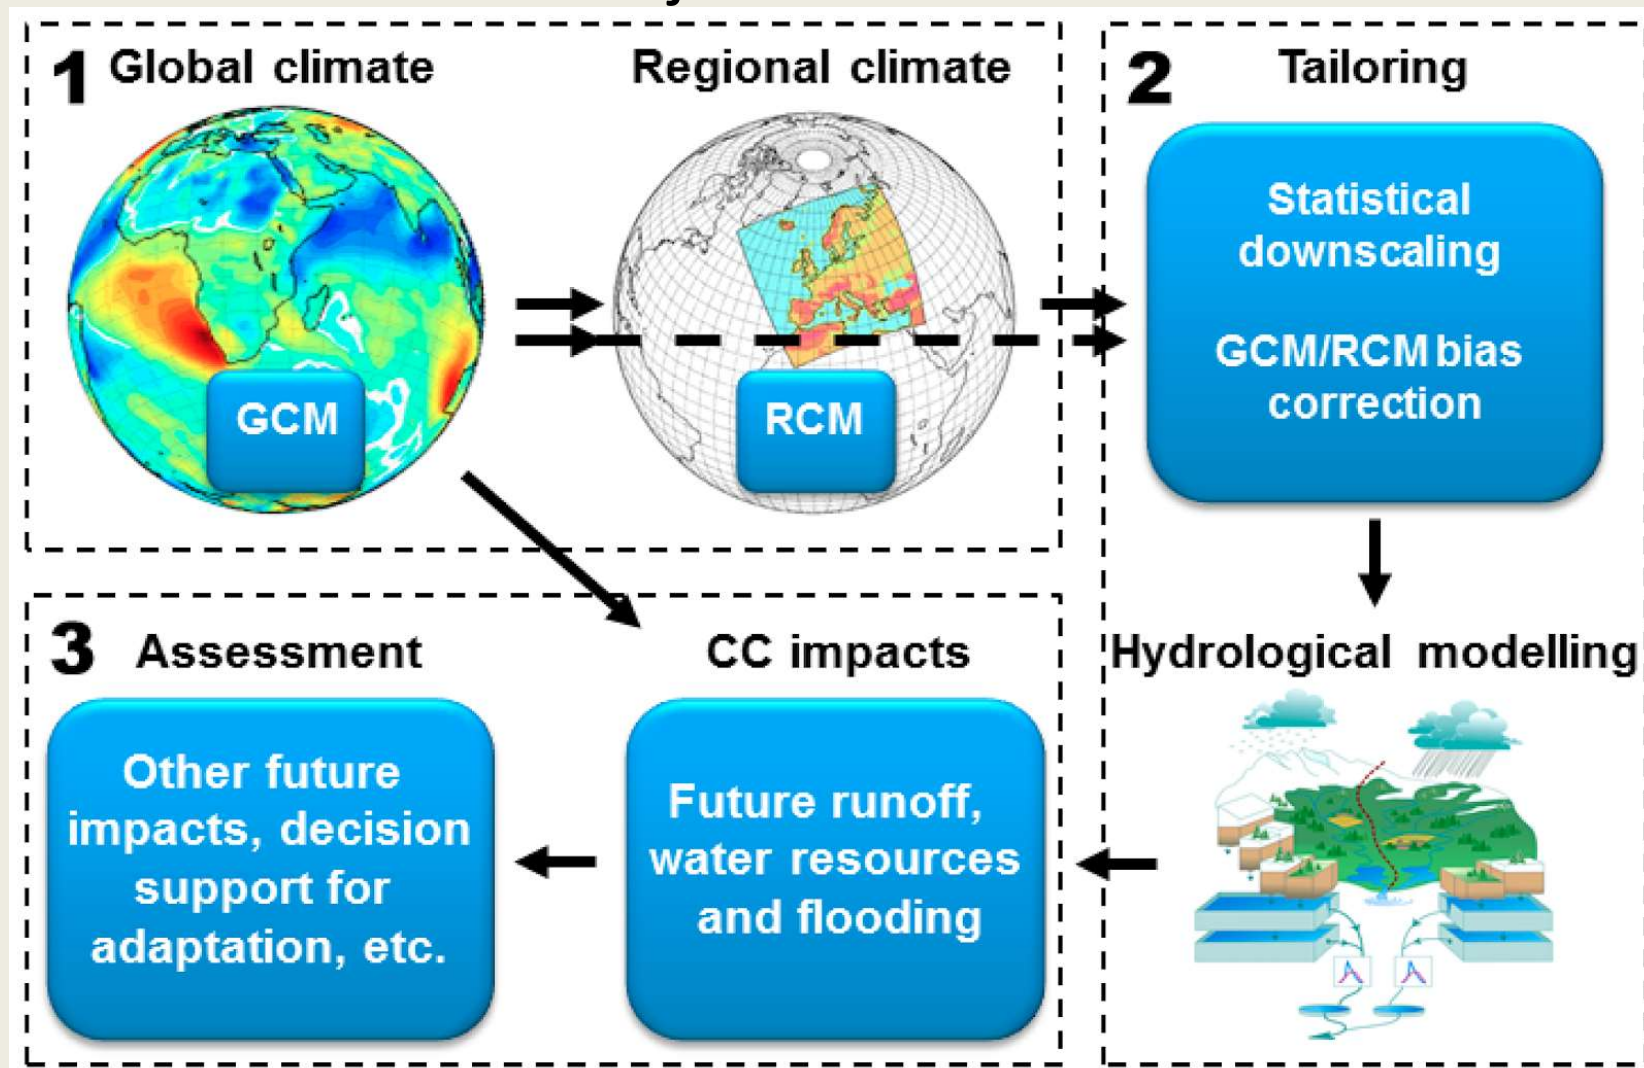 1 Global climate
Regional climate
GCM
RCM
2 Tailoring
Statistical
downscaling
GCM/RCM bias
correction
Hydrological modelling
3 Assessment
Other future
impacts, decision
support for
adaptation, etc.
CC impacts
Future runoff,
water resources
and flooding